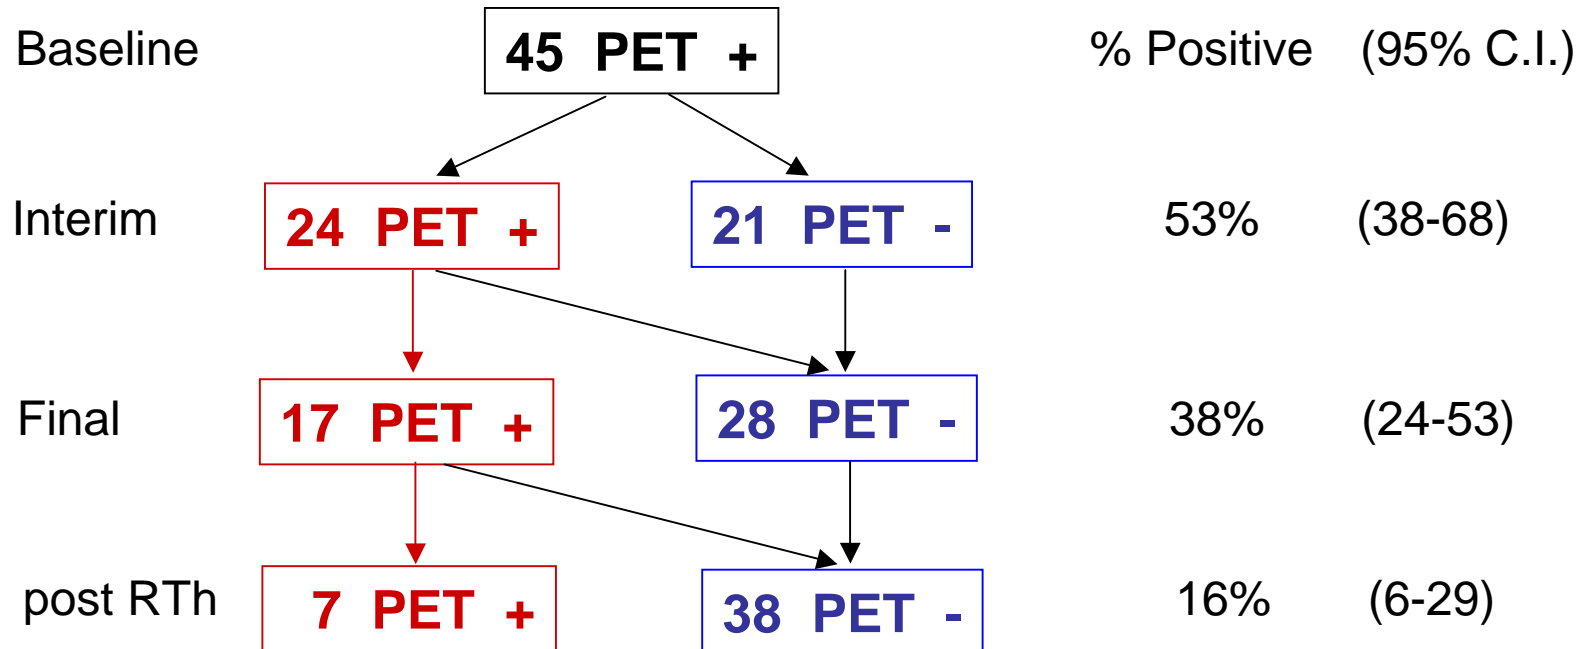 Baseline 45 PET + % Positive (95% C.I.)
Interim 24 PET + 21 PET - 53% (38-68)
Final 17 PET + 28 PET - 38% (24-53)
post RTh 7 PET + 38 PET - 16% (6-29)